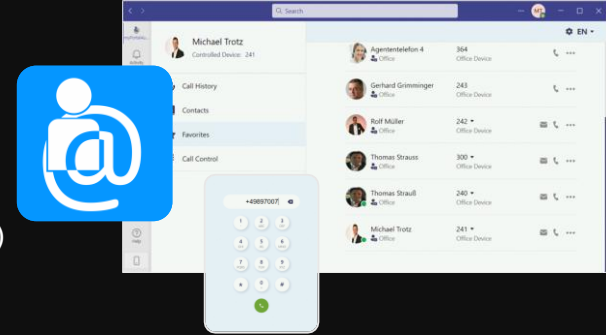 Search
MT
EN
Michael Trotz
Controlled Device: 241
Activity
Call History
Contacts
Favorites
Call Control
Help
Agententelefon 4
Office
364
Office Device
Gerhard Grimminger
Office
243
Office Device
Rolf Müller
Office
242
Office Device
Thomas Strauss
Office
300
Office Device
Thomas Strauß
Office
240
Office Device
Michael Trotz
Office
241
Office Device
@
+49897007
1 2 3
4 5 6
7 8 9
* 0 #